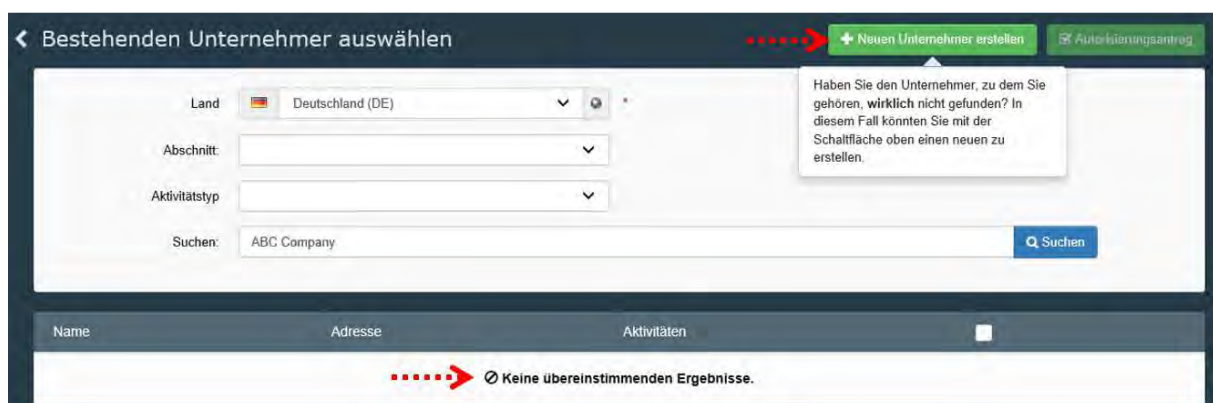 Bestehenden Unternehmer auswählen
Neuen Unternehmer erstellen
Autorisierungsantrag
Haben Sie den Unternehmer, zu dem Sie
gehören, wirklich nicht gefunden? In
diesem Fall könnten Sie mit der
Schaltfläche oben einen neuen zu
erstellen.
Land
Deutschland (DE)
*
Abschnitt:
Aktivitätstyp
Suchen:
ABC Company
Suchen
Name
Adresse
Aktivitäten
Keine übereinstimmenden Ergebnisse.